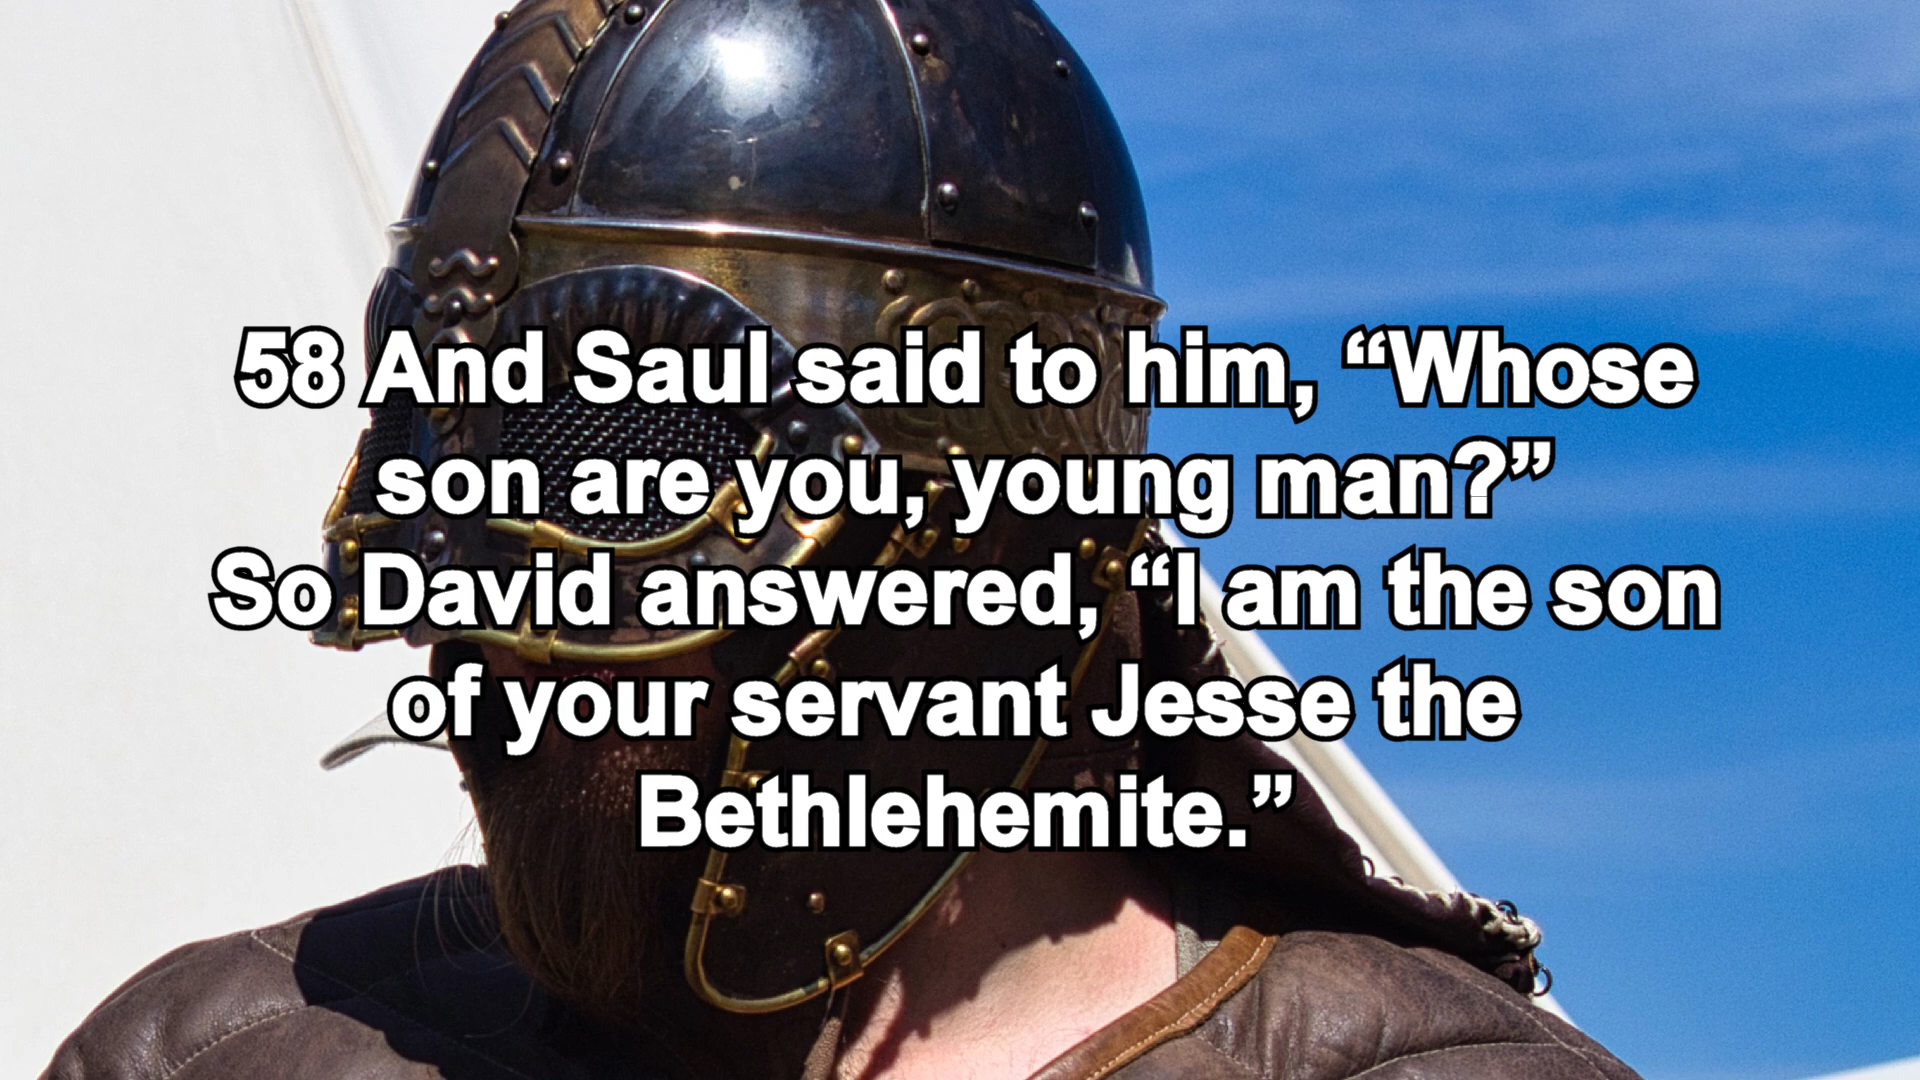 58 And Saul said to him, “Whose
son are you, young man?”
So David answered, “I am the son
of your servant Jesse the
Bethlehemite.”